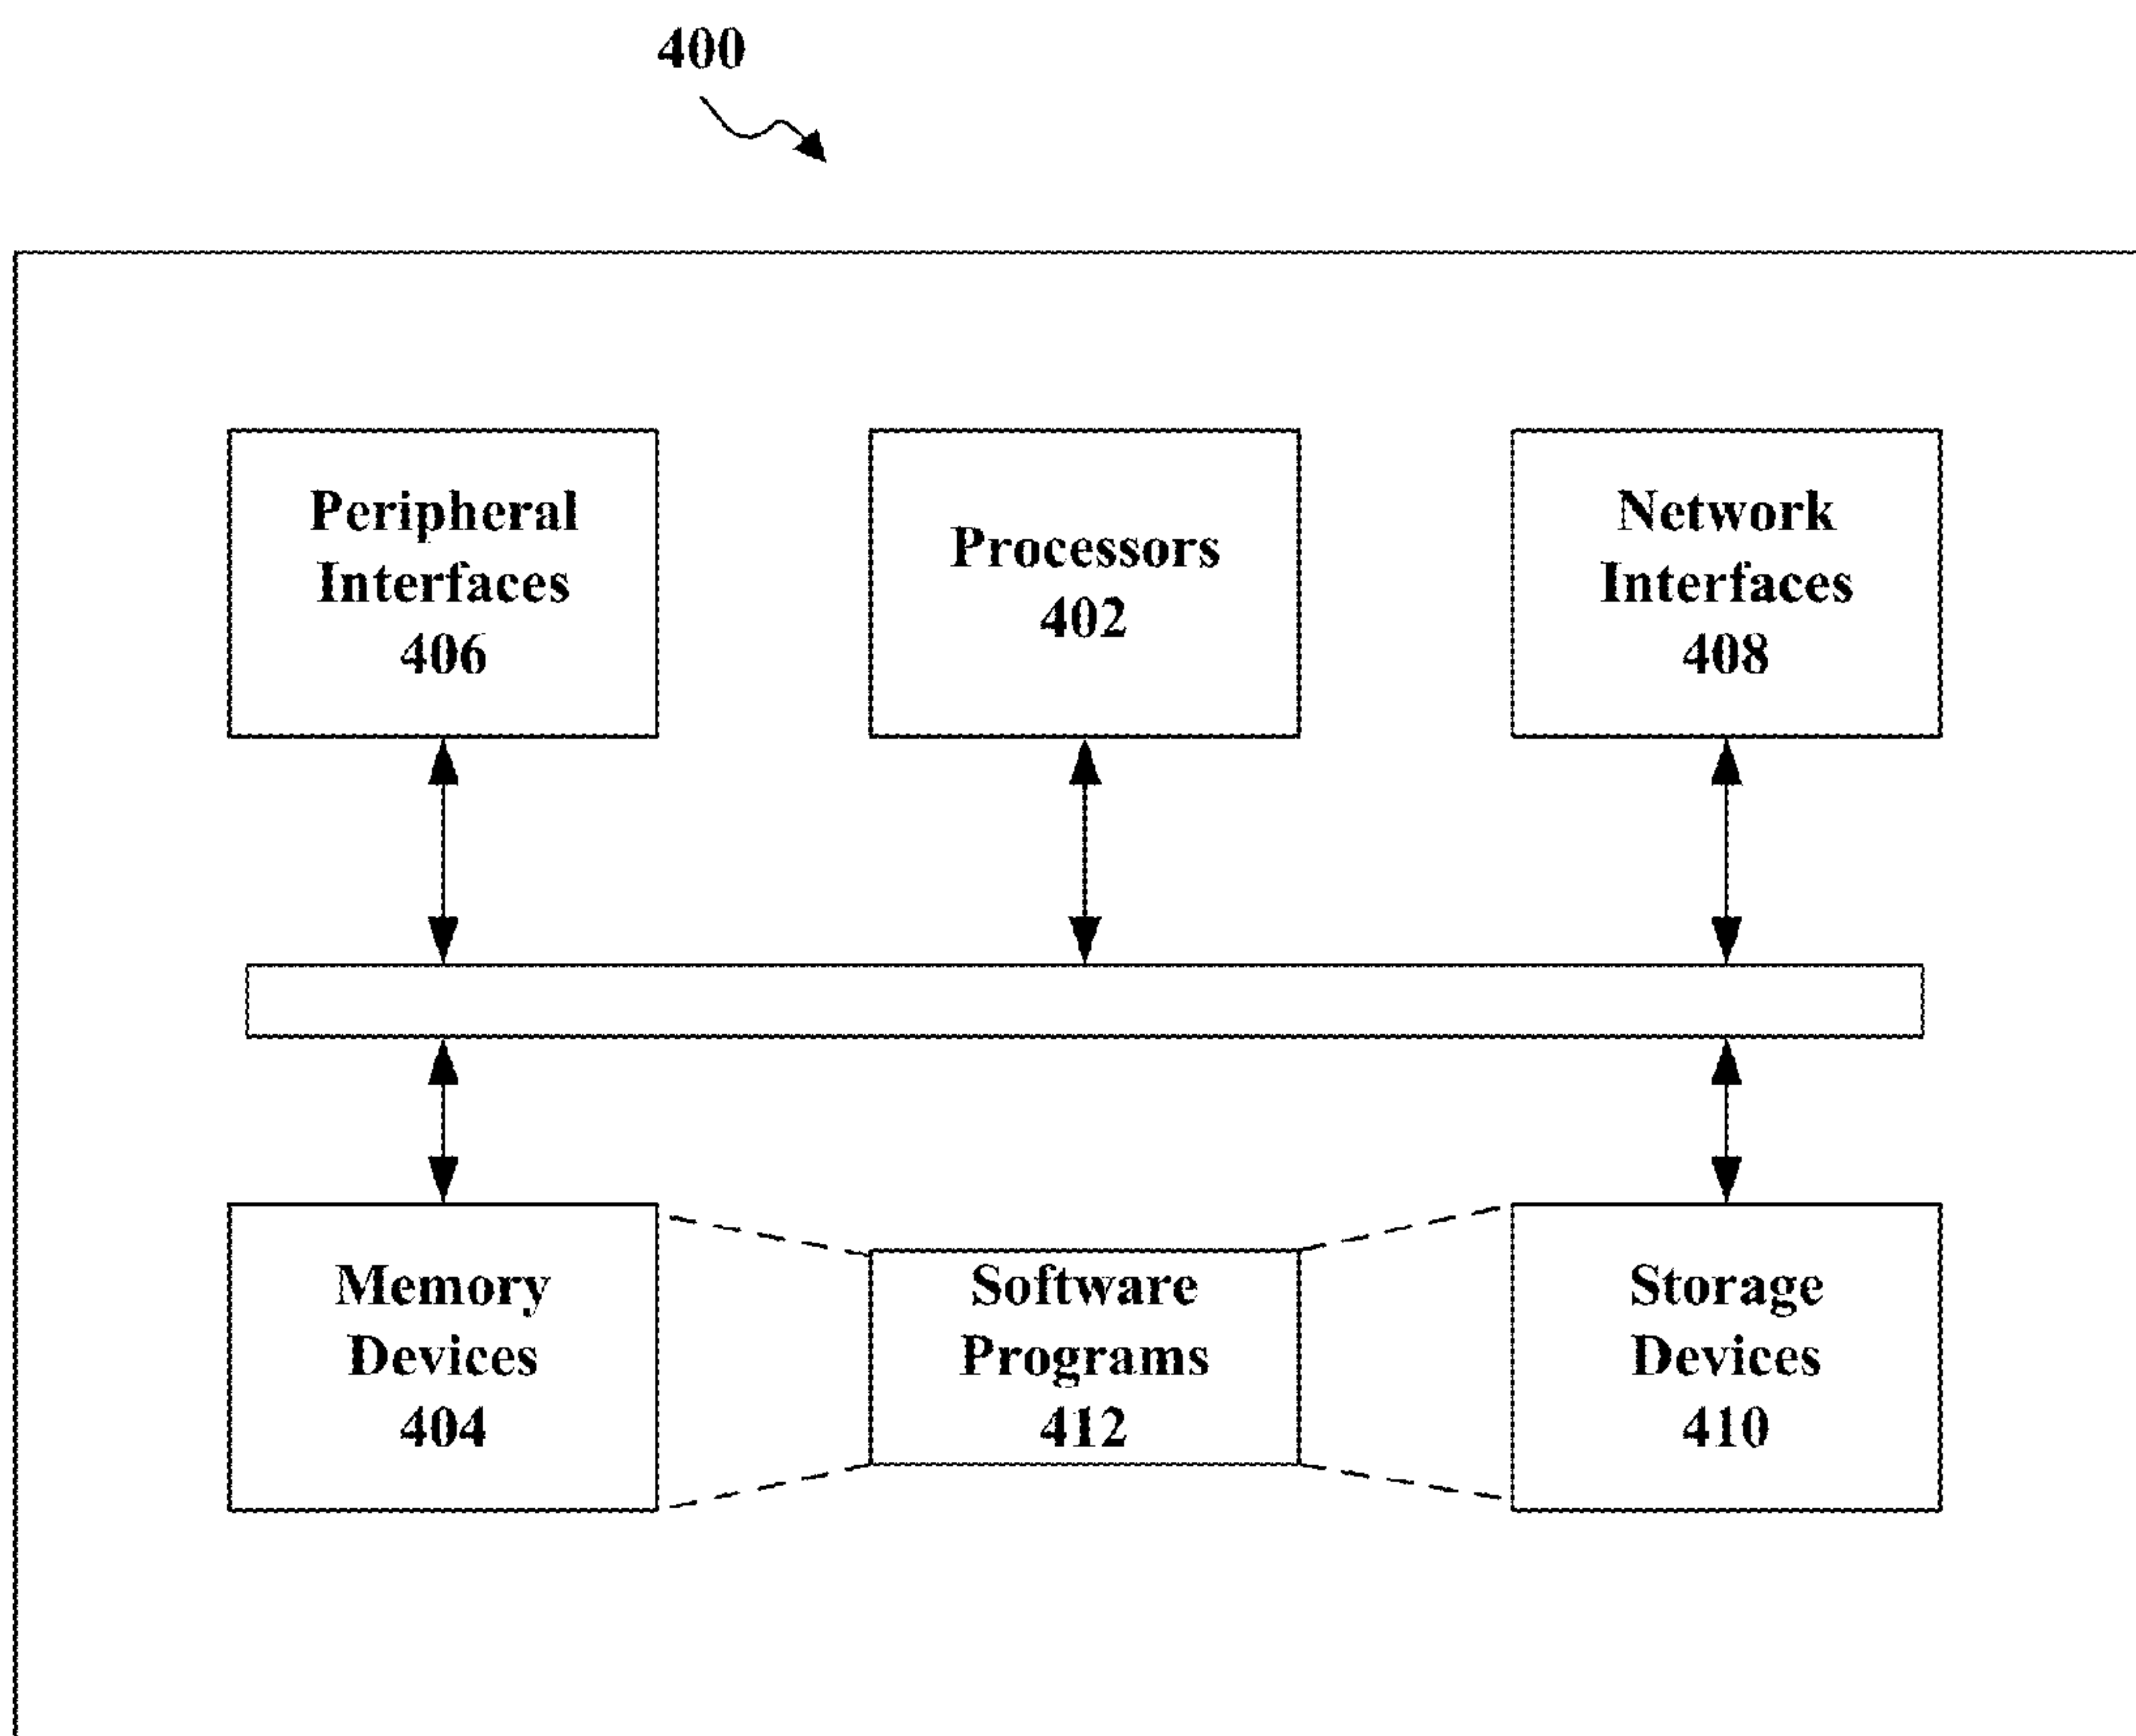 400
Peripheral
Interfaces
406
Processors
402
Network
Interfaces
408
Memory
Devices
404
Software
Programs
412
Storage
Devices
410